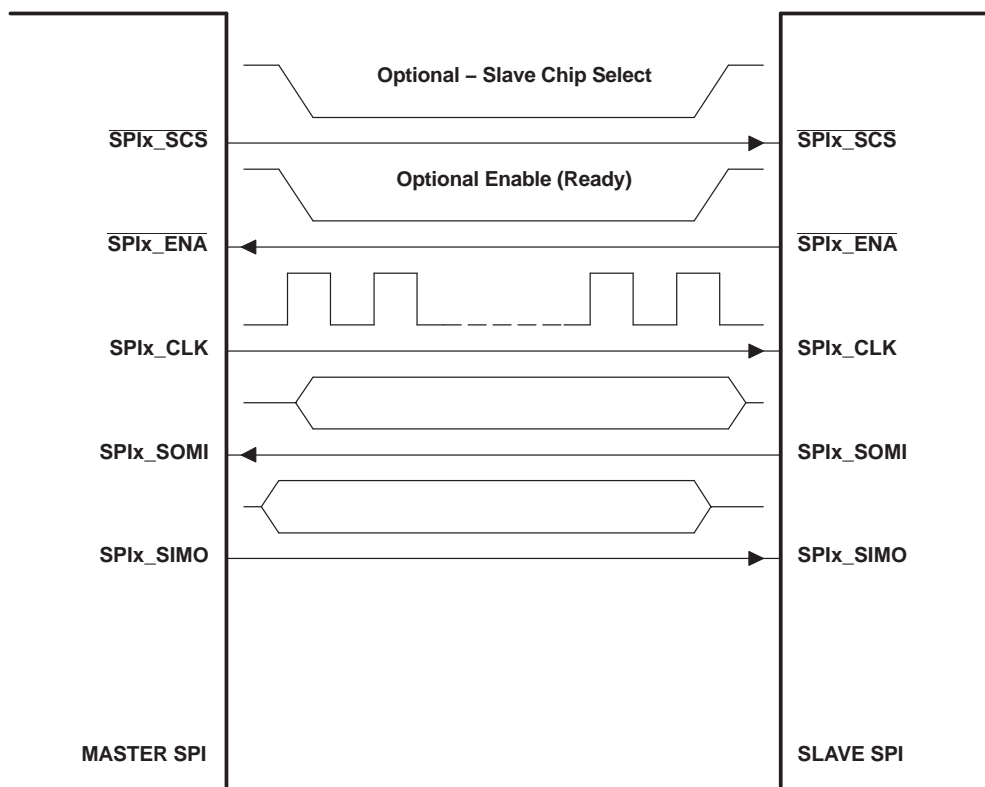 Optional – Slave Chip Select
SPIx_SCS SPIx_SCS
Optional Enable (Ready)
SPIx_ENA SPIx_ENA
SPIx_CLK SPIx_CLK
SPIx_SOMI SPIx_SOMI
SPIx_SIMO SPIx_SIMO
MASTER SPI SLAVE SPI